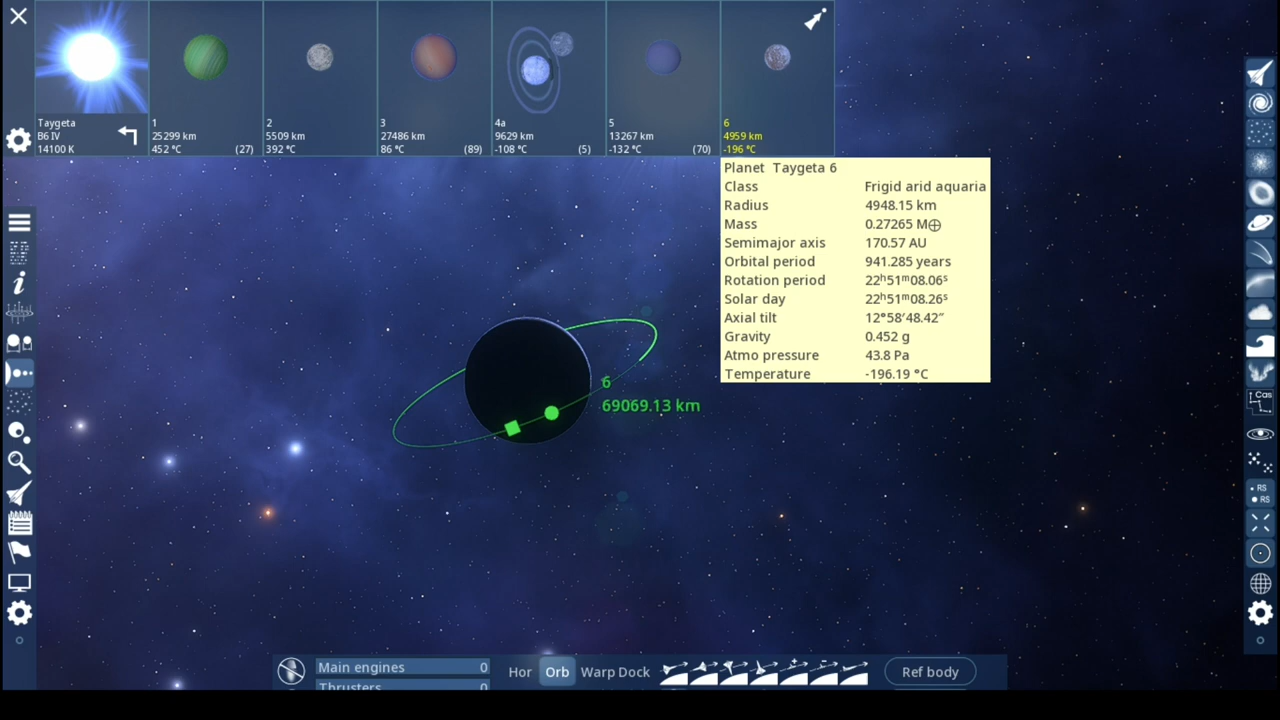 Taygeta
B6 IV
14100 K
1
25299 km
452 °C (27)
2
5509 km
392 °C
3
27486 km
86 °C (89)
4a
9629 km
-108 °C (5)
5
13267 km
-132 °C (70)
6
4959 km
-196 °C
Planet Taygeta 6
Class Frigid arid aquaria
Radius 4948.15 km
Mass 0.27265 M⊕
Semimajor axis 170.57 AU
Orbital period 941.285 years
Rotation period 22ʰ51ᵐ08.06ˢ
Solar day 22ʰ51ᵐ08.26ˢ
Axial tilt 12°58′48.42″
Gravity 0.452 g
Atmo pressure 43.8 Pa
Temperature -196.19 °C
6
69069.13 km
Cas
RS
RS
Main engines 0
Hor Orb Warp Dock Ref body
Thrusters 0